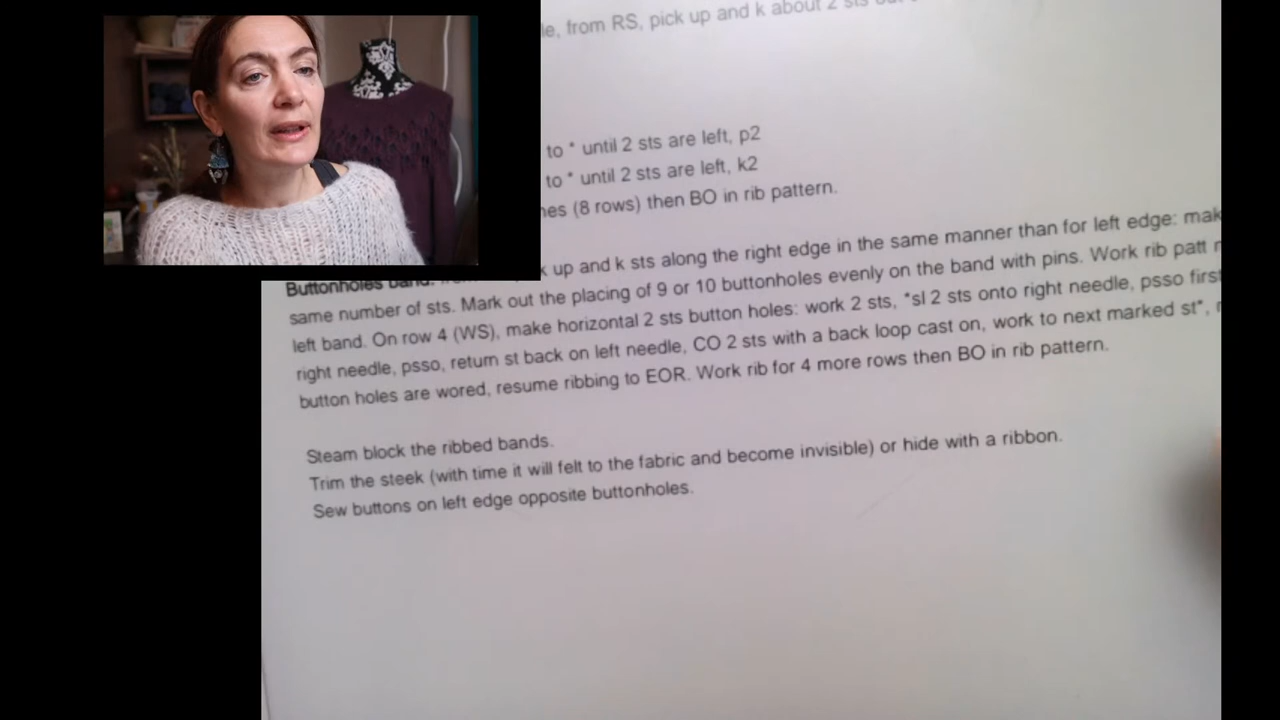 le, from RS, pick up and k about 2 sts out
to * until 2 sts are left, p2
to * until 2 sts are left, k2
nes (8 rows) then BO in rib pattern.
Buttonholes band: k up and k sts along the right edge in the same manner than for left edge: mak
same number of sts. Mark out the placing of 9 or 10 buttonholes evenly on the band with pins. Work rib patt
left band. On row 4 (WS), make horizontal 2 sts button holes: work 2 sts, *sl 2 sts onto right needle, psso first
right needle, psso, return st back on left needle, CO 2 sts with a back loop cast on, work to next marked st*,
button holes are wored, resume ribbing to EOR. Work rib for 4 more rows then BO in rib pattern.
Steam block the ribbed bands.
Trim the steek (with time it will felt to the fabric and become invisible) or hide with a ribbon.
Sew buttons on left edge opposite buttonholes.